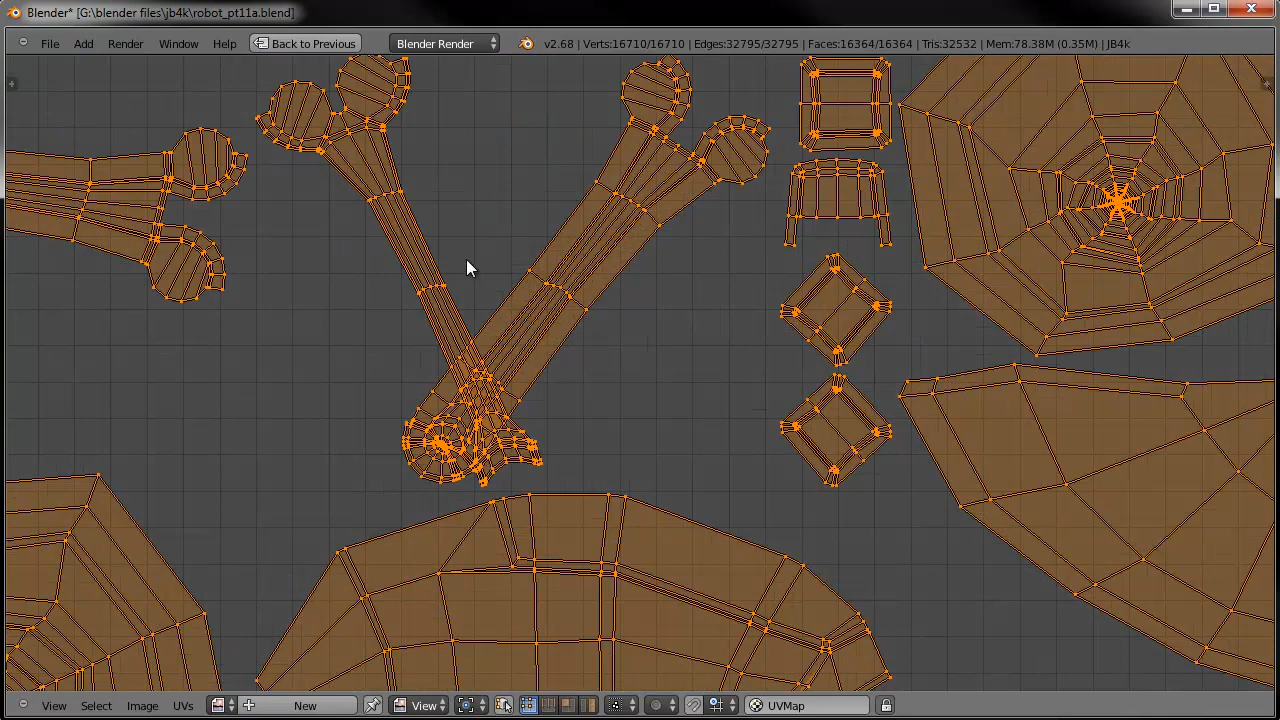 Blender* [G:\blender files\jb4k\robot_pt11a.blend]
File Add Render Window Help Back to Previous Blender Render v2.68 | Verts:16710/16710 | Edges:32795/32795 | Faces:16364/16364 | Tris:32532 | Mem:78.38M (0.35M) | JB4K
View Select Image UVs New View UVMap